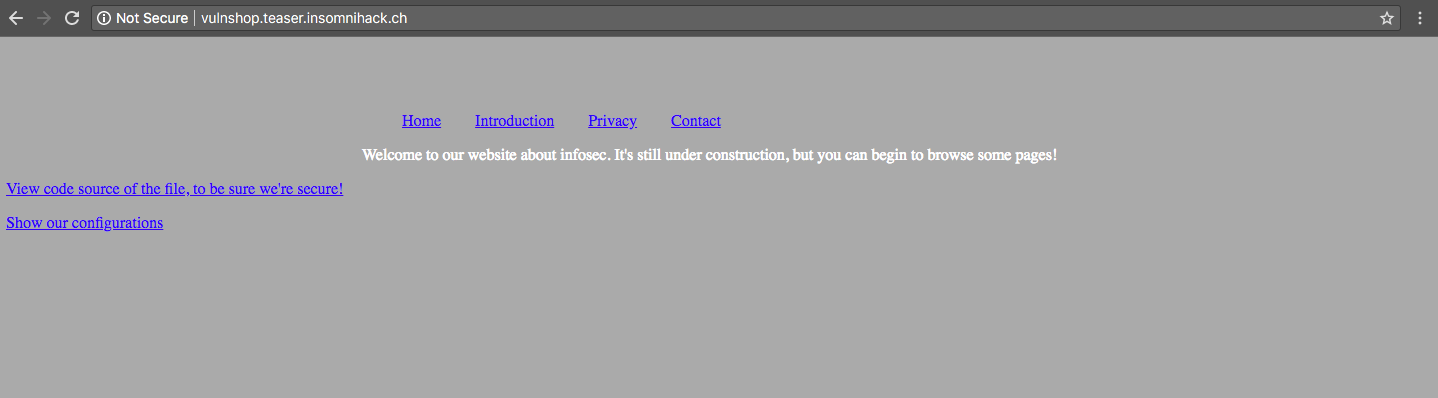 Not Secure vulnshop.teaser.insomnihack.ch
Home Introduction Privacy Contact
Welcome to our website about infosec. It's still under construction, but you can begin to browse some pages!
View code source of the file, to be sure we're secure!
Show our configurations